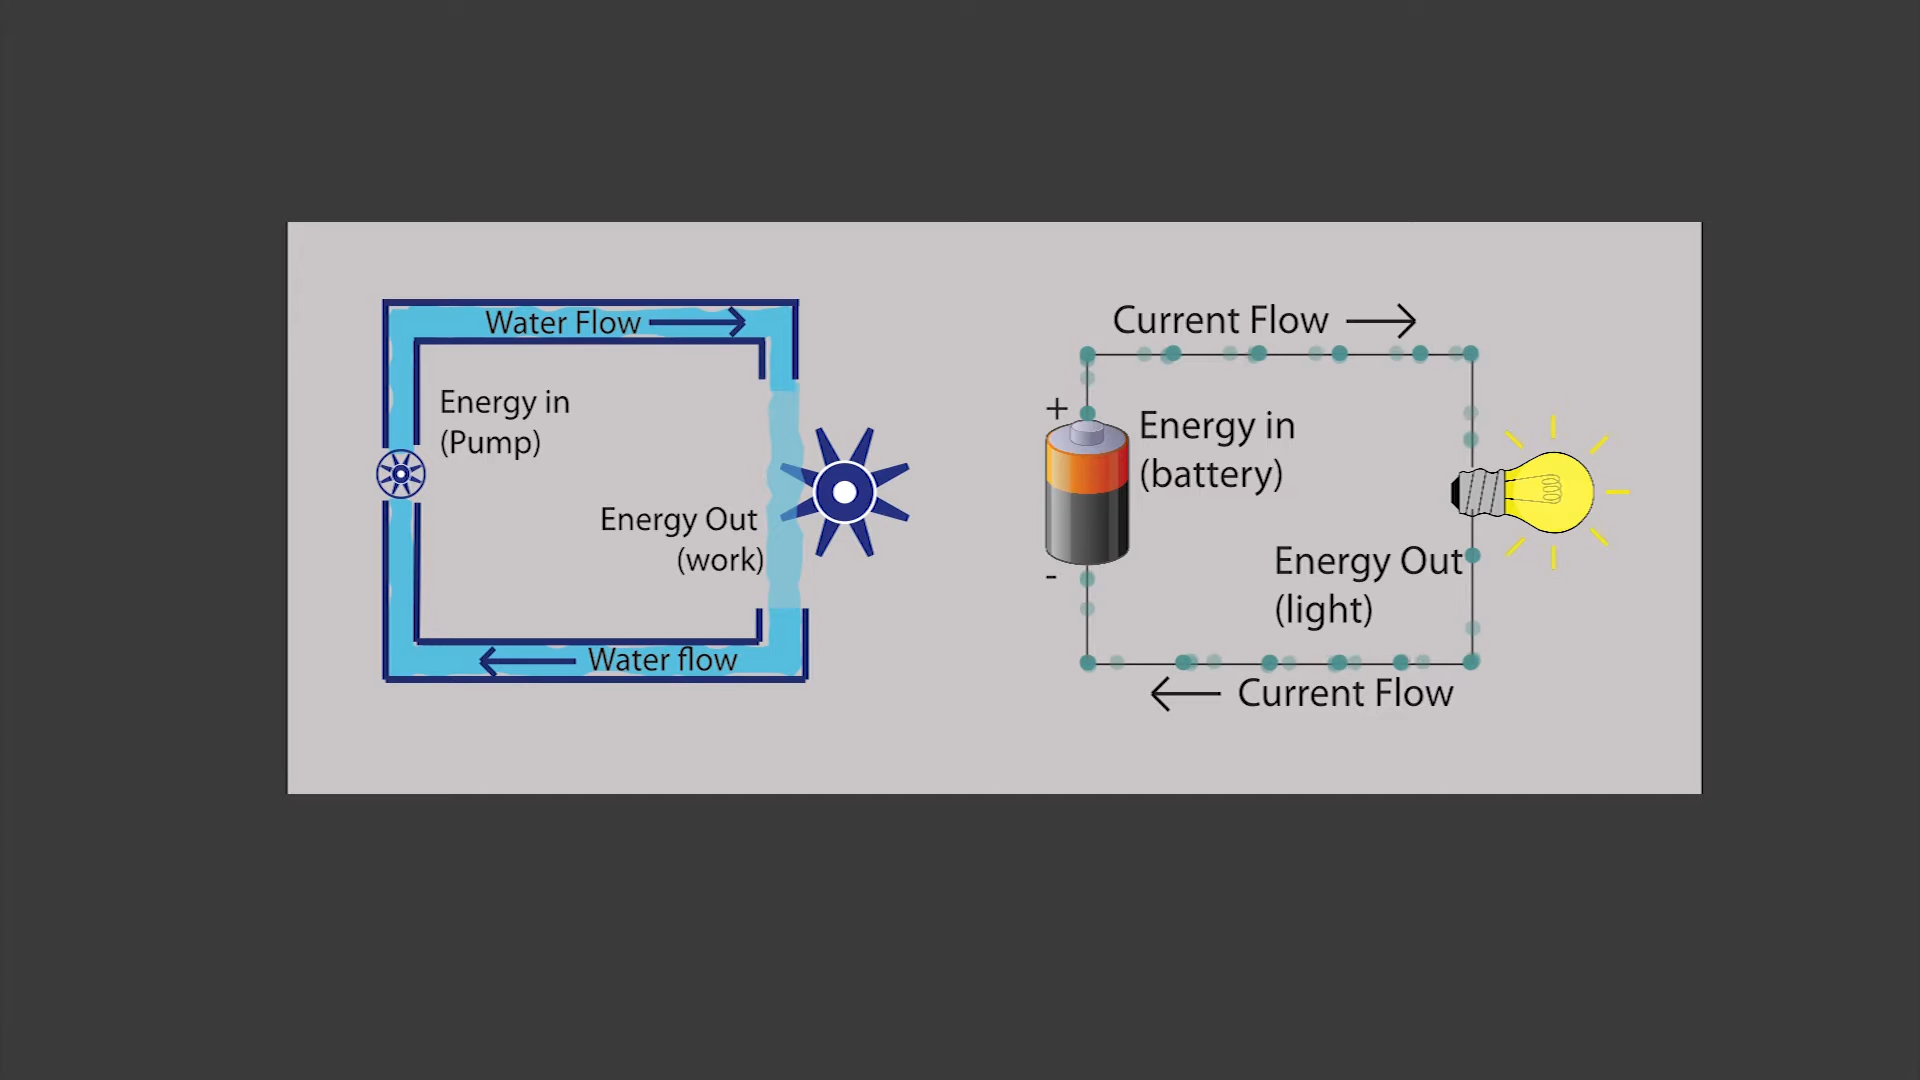 Water Flow
Energy in
(Pump)
Energy Out
(work)
Water flow
Current Flow
+
Energy in
(battery)
-
Energy Out
(light)
Current Flow